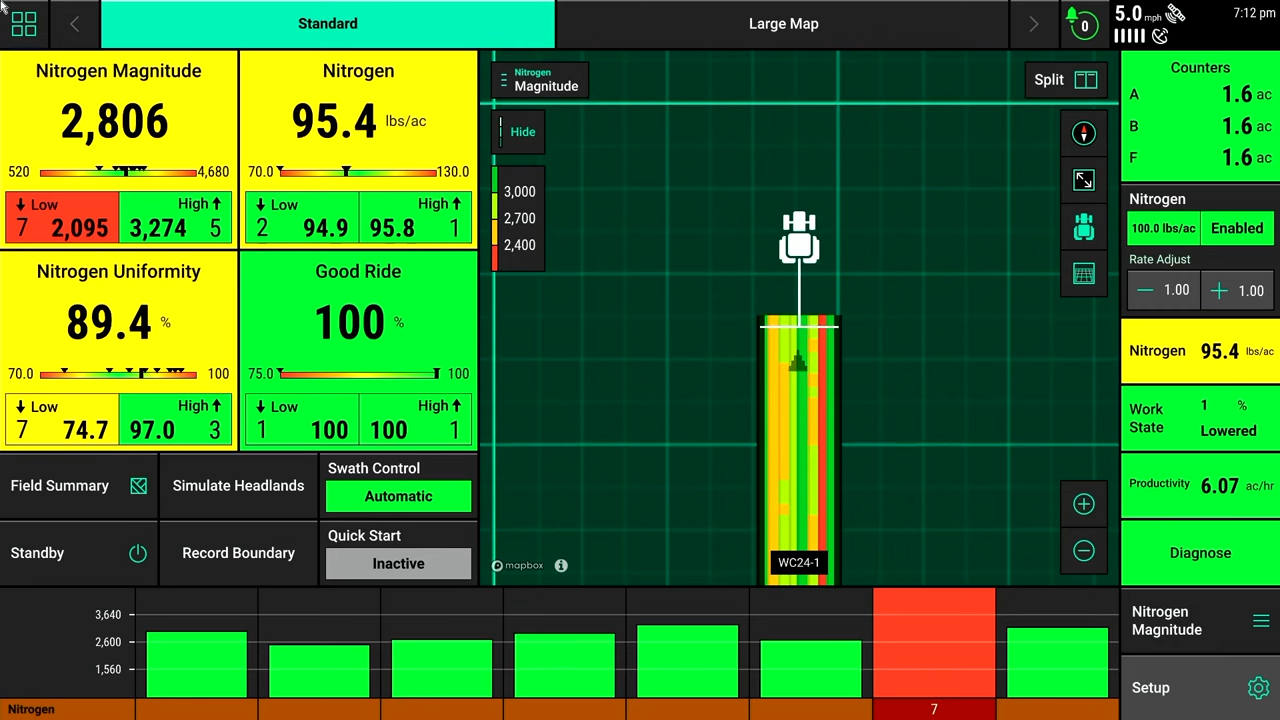 Standard
Large Map
0
5.0 mph
7:12 pm
Nitrogen Magnitude
2,806
520
4,680
Low
7 2,095
High
3,274 5
Nitrogen
95.4 lbs/ac
70.0
130.0
Low
2 94.9
High
95.8 1
Nitrogen Uniformity
89.4 %
70.0
100
Low
7 74.7
High
97.0 3
Good Ride
100 %
75.0
100
Low
1 100
High
100 1
Field Summary
Simulate Headlands
Swath Control
Automatic
Standby
Record Boundary
Quick Start
Inactive
Nitrogen
Magnitude
Split
Hide
3,000
2,700
2,400
WC24-1
mapbox
Counters
A 1.6 ac
B 1.6 ac
F 1.6 ac
Nitrogen
100.0 lbs/ac Enabled
Rate Adjust
1.00 1.00
Nitrogen 95.4 lbs/ac
Work State
1 %
Lowered
Productivity 6.07 ac/hr
Diagnose
3,640
2,600
1,560
Nitrogen
7
Nitrogen
Magnitude
Setup